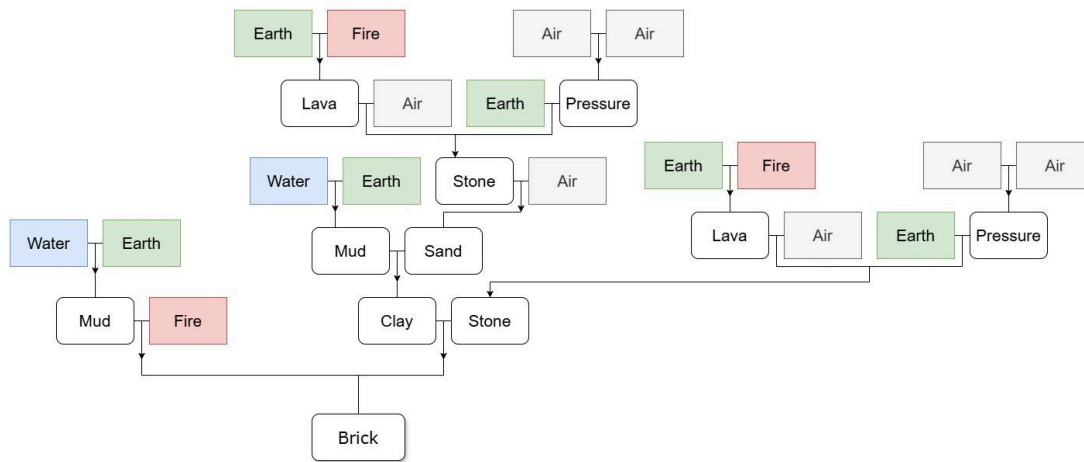 Earth Fire Air Air
Lava Air Earth Pressure
Earth Fire Air Air
Water Earth Stone Air
Water Earth Mud Sand Lava Air Earth Pressure
Mud Fire Clay Stone
Brick